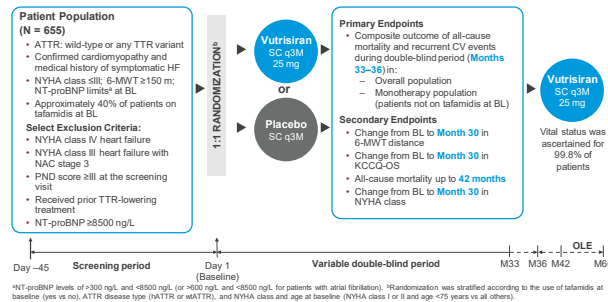 Patient Population
(N = 655)
• ATTR: wild-type or any TTR variant
• Confirmed cardiomyopathy and
medical history of symptomatic HF
• NYHA class ≤III; 6-MWT ≥150 m;
NT-proBNP limitsᵃ at BL
• Approximately 40% of patients on
tafamidis at BL
Select Exclusion Criteria:
• NYHA class IV heart failure
• NYHA class III heart failure with
NAC stage 3
• PND score ≥III at the screening
visit
• Received prior TTR-lowering
treatment
• NT-proBNP ≥8500 ng/L
1:1 RANDOMIZATIONᵇ
Vutrisiran
SC q3M
25 mg
or
Placebo
SC q3M
Primary Endpoints
• Composite outcome of all-cause
mortality and recurrent CV events
during double-blind period (Months
33–36) in:
– Overall population
– Monotherapy population
(patients not on tafamidis at BL)
Secondary Endpoints
• Change from BL to Month 30 in
6-MWT distance
• Change from BL to Month 30 in
KCCQ-OS
• All-cause mortality up to 42 months
• Change from BL to Month 30 in
NYHA class
Vutrisiran
SC q3M
25 mg
Vital status was
ascertained for
99.8% of
patients
OLE
Day –45
Screening period
Day 1
(Baseline)
Variable double-blind period
M33
M36
M42
ᵃNT-proBNP levels of >300 ng/L and <8500 ng/L (or >600 ng/L and <8500 ng/L for patients with atrial fibrillation). ᵇRandomization was stratified according to the use of tafamidis at
baseline (yes vs no), ATTR disease type (hATTR or wtATTR), and NYHA class and age at baseline (NYHA class I or II and age <75 years vs all others).